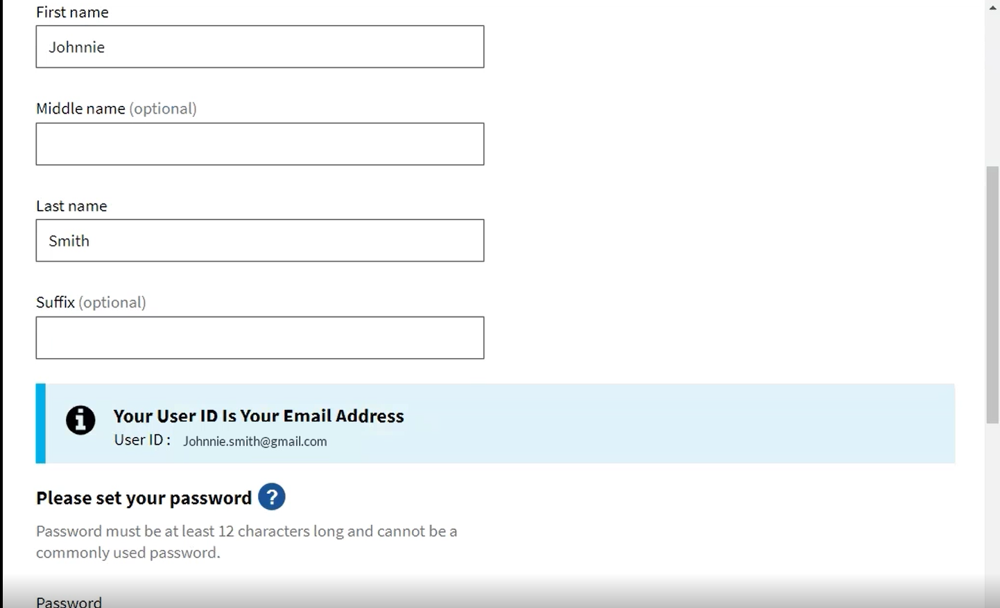 First name
Johnnie
Middle name (optional)
Last name
Smith
Suffix (optional)
Your User ID Is Your Email Address
User ID : Johnnie.smith@gmail.com
Please set your password ?
Password must be at least 12 characters long and cannot be a
commonly used password.
Password